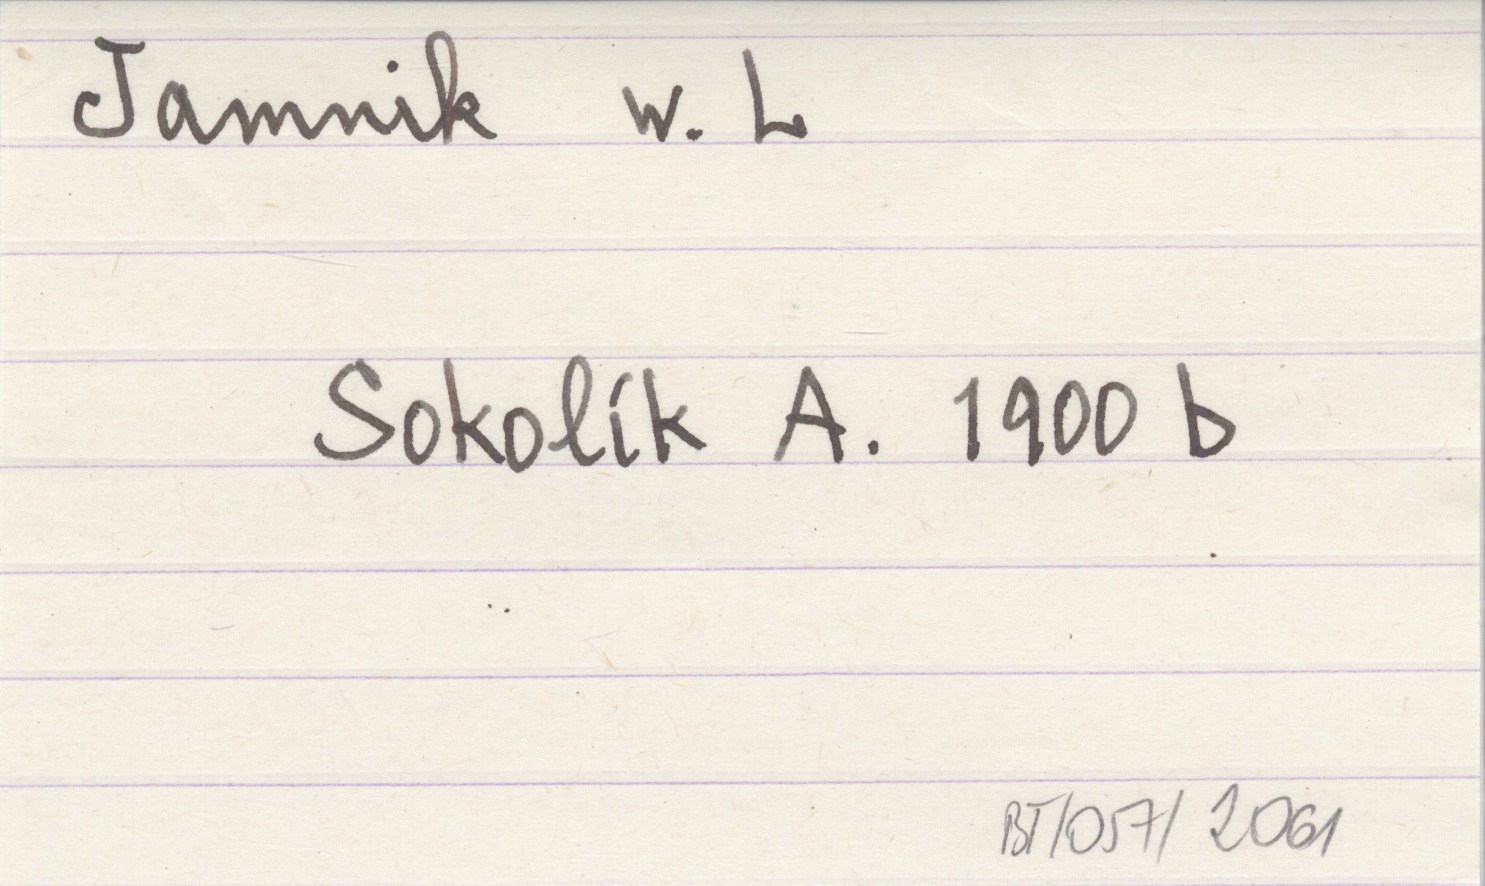 Jamnik w. L
Sokolík A. 1900 b
BT/057/ 2061